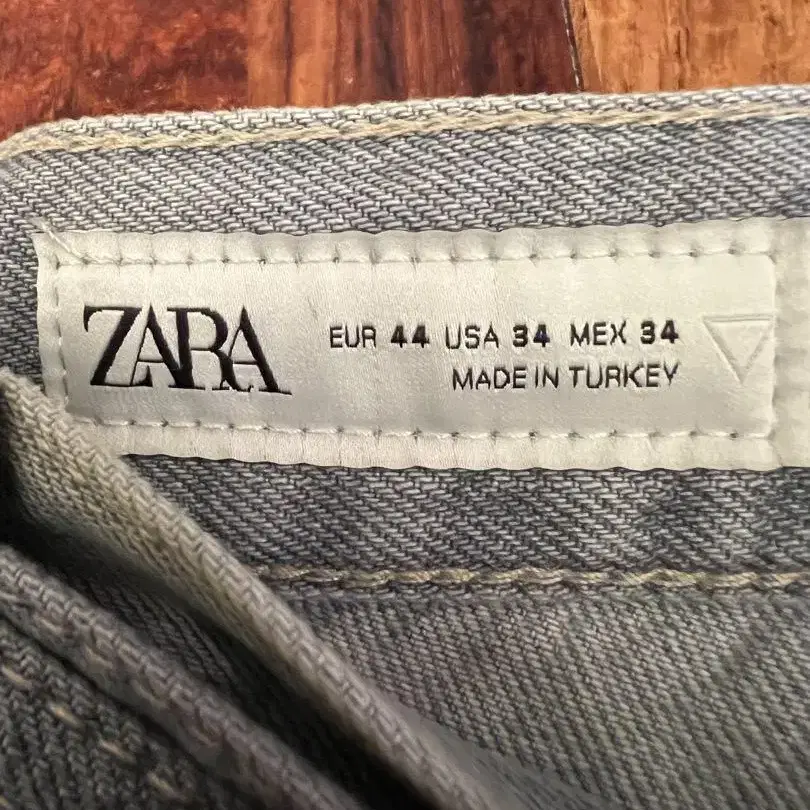 ZARA
EUR 44 USA 34 MEX 34
MADE IN TURKEY